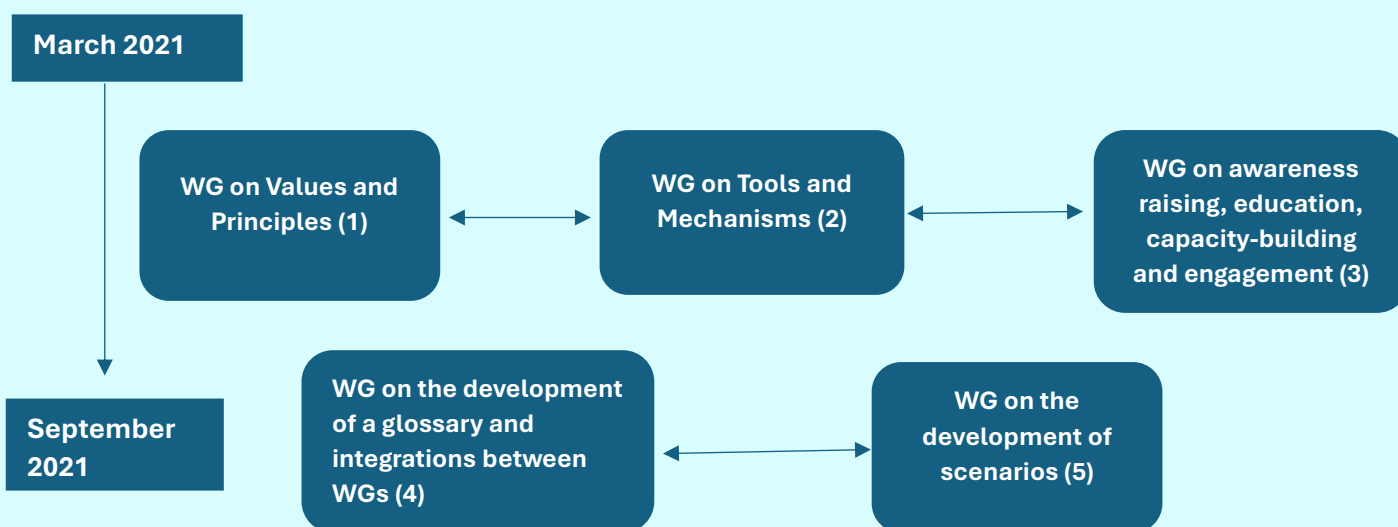 March 2021
WG on Values and
Principles (1)
WG on Tools and
Mechanisms (2)
WG on awareness
raising, education,
capacity-building
and engagement (3)
WG on the development
of a glossary and
integrations between
WGs (4)
WG on the
development of
scenarios (5)
September
2021